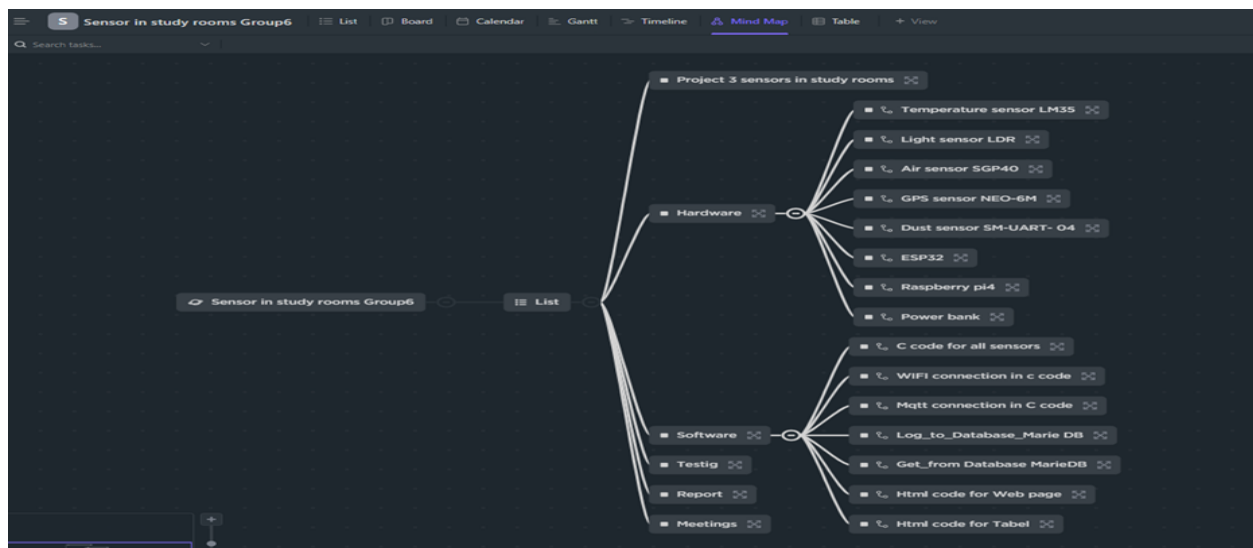 S Sensor in study rooms Group6 List Board Calendar Gantt Timeline Mind Map Table + View
Search tasks...
Project 3 sensors in study rooms
Temperature sensor LM35
Light sensor LDR
Air sensor SGP40
GPS sensor NEO-6M
Hardware
Dust sensor SM-UART- 04
ESP32
Raspberry pi4
Sensor in study rooms Group6 List
Power bank
C code for all sensors
WIFI connection in c code
Mqtt connection in C code
Software
Log_to_Database_Marie DB
Testig
Get_from Database MarieDB
Report
Html code for Web page
Meetings
Html code for Tabel